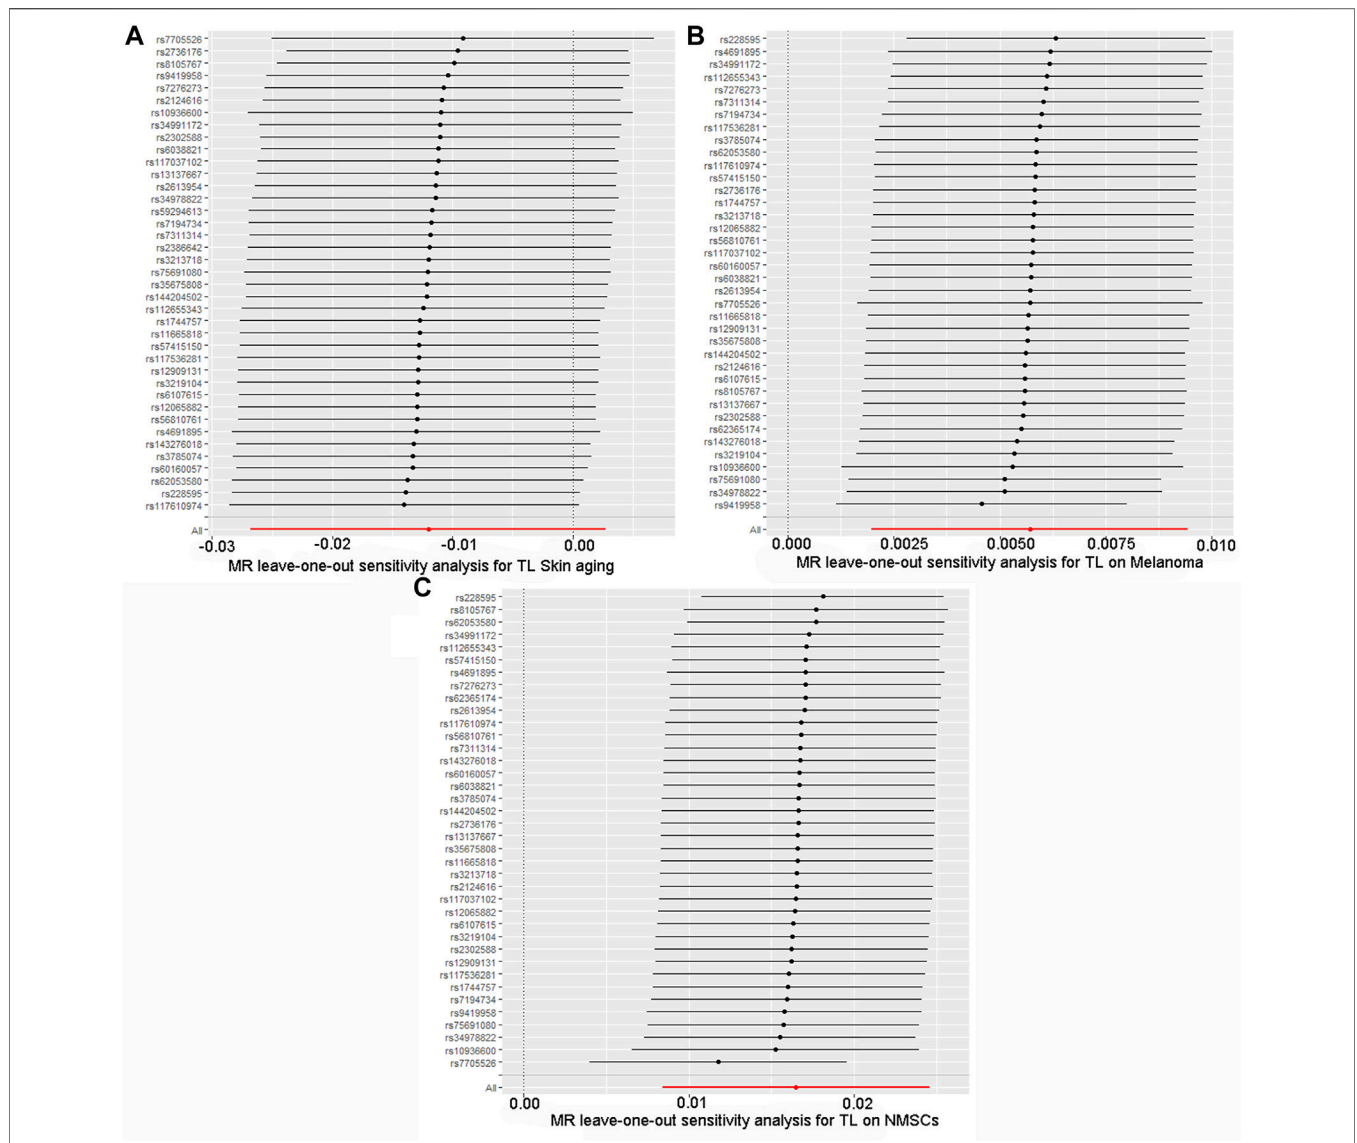 A
rs7705526
rs2736176
rs8105767
rs9419958
rs7276273
rs2124616
rs10936600
rs34991172
rs2302588
rs6038821
rs117037102
rs13137667
rs2613954
rs34978822
rs59294613
rs7194734
rs7311314
rs2386642
rs3213718
rs75691080
rs35675808
rs144204502
rs112655343
rs1744757
rs11665818
rs57415150
rs117536281
rs12909131
rs3219104
rs6107615
rs12065882
rs56810761
rs4691895
rs143276018
rs3785074
rs60160057
rs62053580
rs228595
rs117610974
All
-0.03 -0.02 -0.01 0.00
MR leave-one-out sensitivity analysis for TL Skin aging
B
rs228595
rs4691895
rs34991172
rs112655343
rs7276273
rs7311314
rs7194734
rs117536281
rs3785074
rs62053580
rs117610974
rs57415150
rs2736176
rs1744757
rs3213718
rs12065882
rs56810761
rs117037102
rs60160057
rs6038821
rs2613954
rs7705526
rs11665818
rs12909131
rs35675808
rs144204502
rs2124616
rs6107615
rs8105767
rs13137667
rs2302588
rs62365174
rs143276018
rs3219104
rs10936600
rs75691080
rs34978822
rs9419958
All
0.000 0.0025 0.0050 0.0075 0.010
MR leave-one-out sensitivity analysis for TL on Melanoma
C
rs228595
rs8105767
rs62053580
rs34991172
rs112655343
rs57415150
rs4691895
rs7276273
rs62365174
rs2613954
rs117610974
rs56810761
rs7311314
rs143276018
rs60160057
rs6038821
rs3785074
rs144204502
rs2736176
rs13137667
rs35675808
rs11665818
rs3213718
rs2124616
rs117037102
rs12065882
rs6107615
rs3219104
rs2302588
rs12909131
rs117536281
rs1744757
rs7194734
rs9419958
rs75691080
rs34978822
rs10936600
rs7705526
All
0.00 0.01 0.02
MR leave-one-out sensitivity analysis for TL on NMSCs